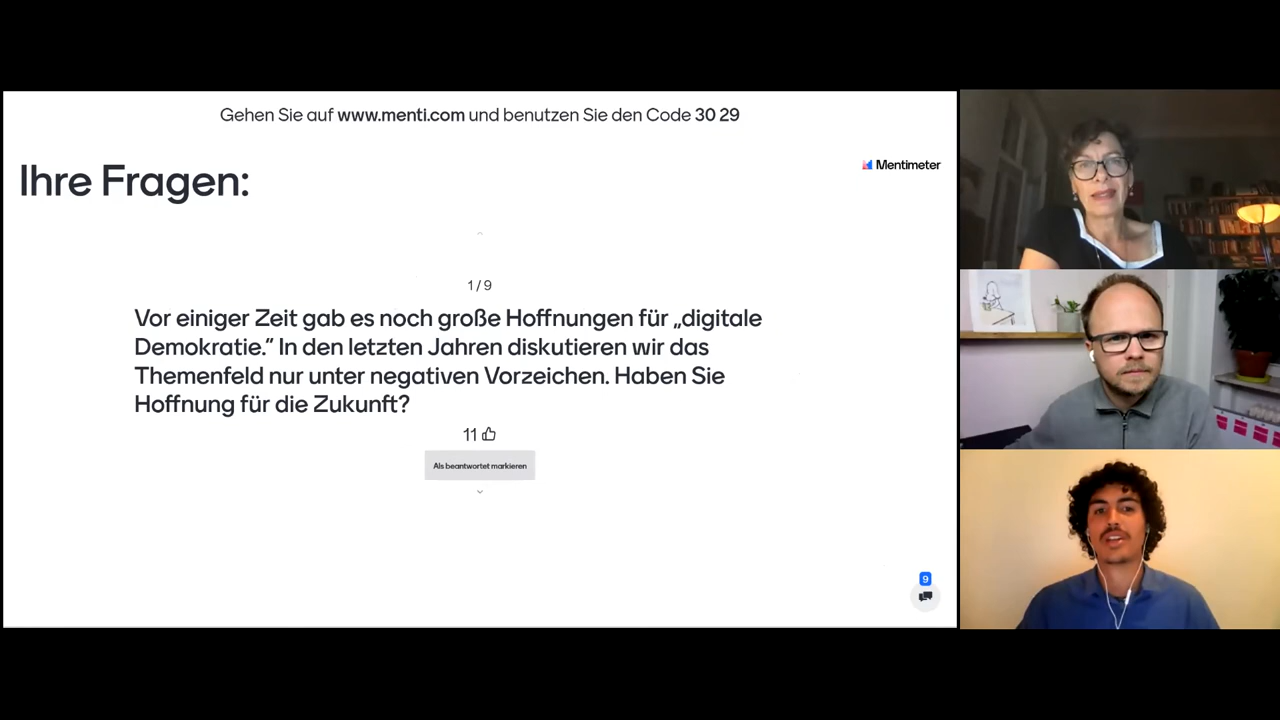 Gehen Sie auf www.menti.com und benutzen Sie den Code 30 29
Mentimeter
Ihre Fragen:
1 / 9
Vor einiger Zeit gab es noch große Hoffnungen für „digitale
Demokratie.“ In den letzten Jahren diskutieren wir das
Themenfeld nur unter negativen Vorzeichen. Haben Sie
Hoffnung für die Zukunft?
11
Als beantwortet markieren
9